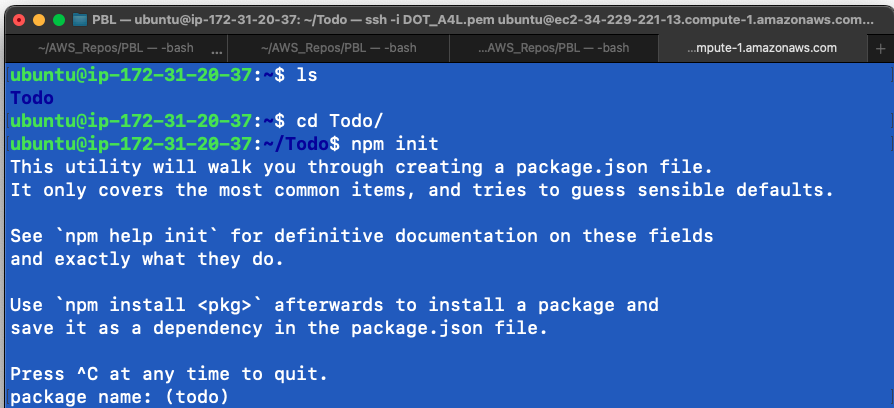 PBL — ubuntu@ip-172-31-20-37: ~/Todo — ssh -i DOT_A4L.pem ubuntu@ec2-34-229-221-13.compute-1.amazonaws.com...
~/AWS_Repos/PBL — -bash ... ~/AWS_Repos/PBL — -bash ...AWS_Repos/PBL — -bash ...mpute-1.amazonaws.com +
ubuntu@ip-172-31-20-37:~$ ls
Todo
ubuntu@ip-172-31-20-37:~$ cd Todo/
ubuntu@ip-172-31-20-37:~/Todo$ npm init
This utility will walk you through creating a package.json file.
It only covers the most common items, and tries to guess sensible defaults.
See `npm help init` for definitive documentation on these fields
and exactly what they do.
Use `npm install <pkg>` afterwards to install a package and
save it as a dependency in the package.json file.
Press ^C at any time to quit.
package name: (todo)